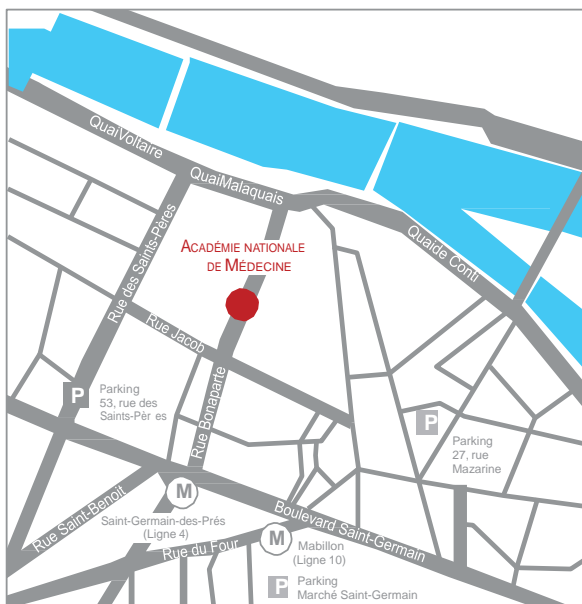 QuaiVoltaire
QuaiMalaquais
Quaide Conti
ACADÉMIE NATIONALE
DE MÉDECINE
Rue des Saints-Pères
Rue Jacob
Rue Bonaparte
P
Parking
53, rue des
Saints-Pèr es
P
Parking
27, rue
Mazarine
M
Saint-Germain-des-Prés
(Ligne 4)
Rue Saint-Benoit
Boulevard Saint-Germain
Rue du Four
M
Mabillon
(Ligne 10)
P
Parking
Marché Saint-Germain